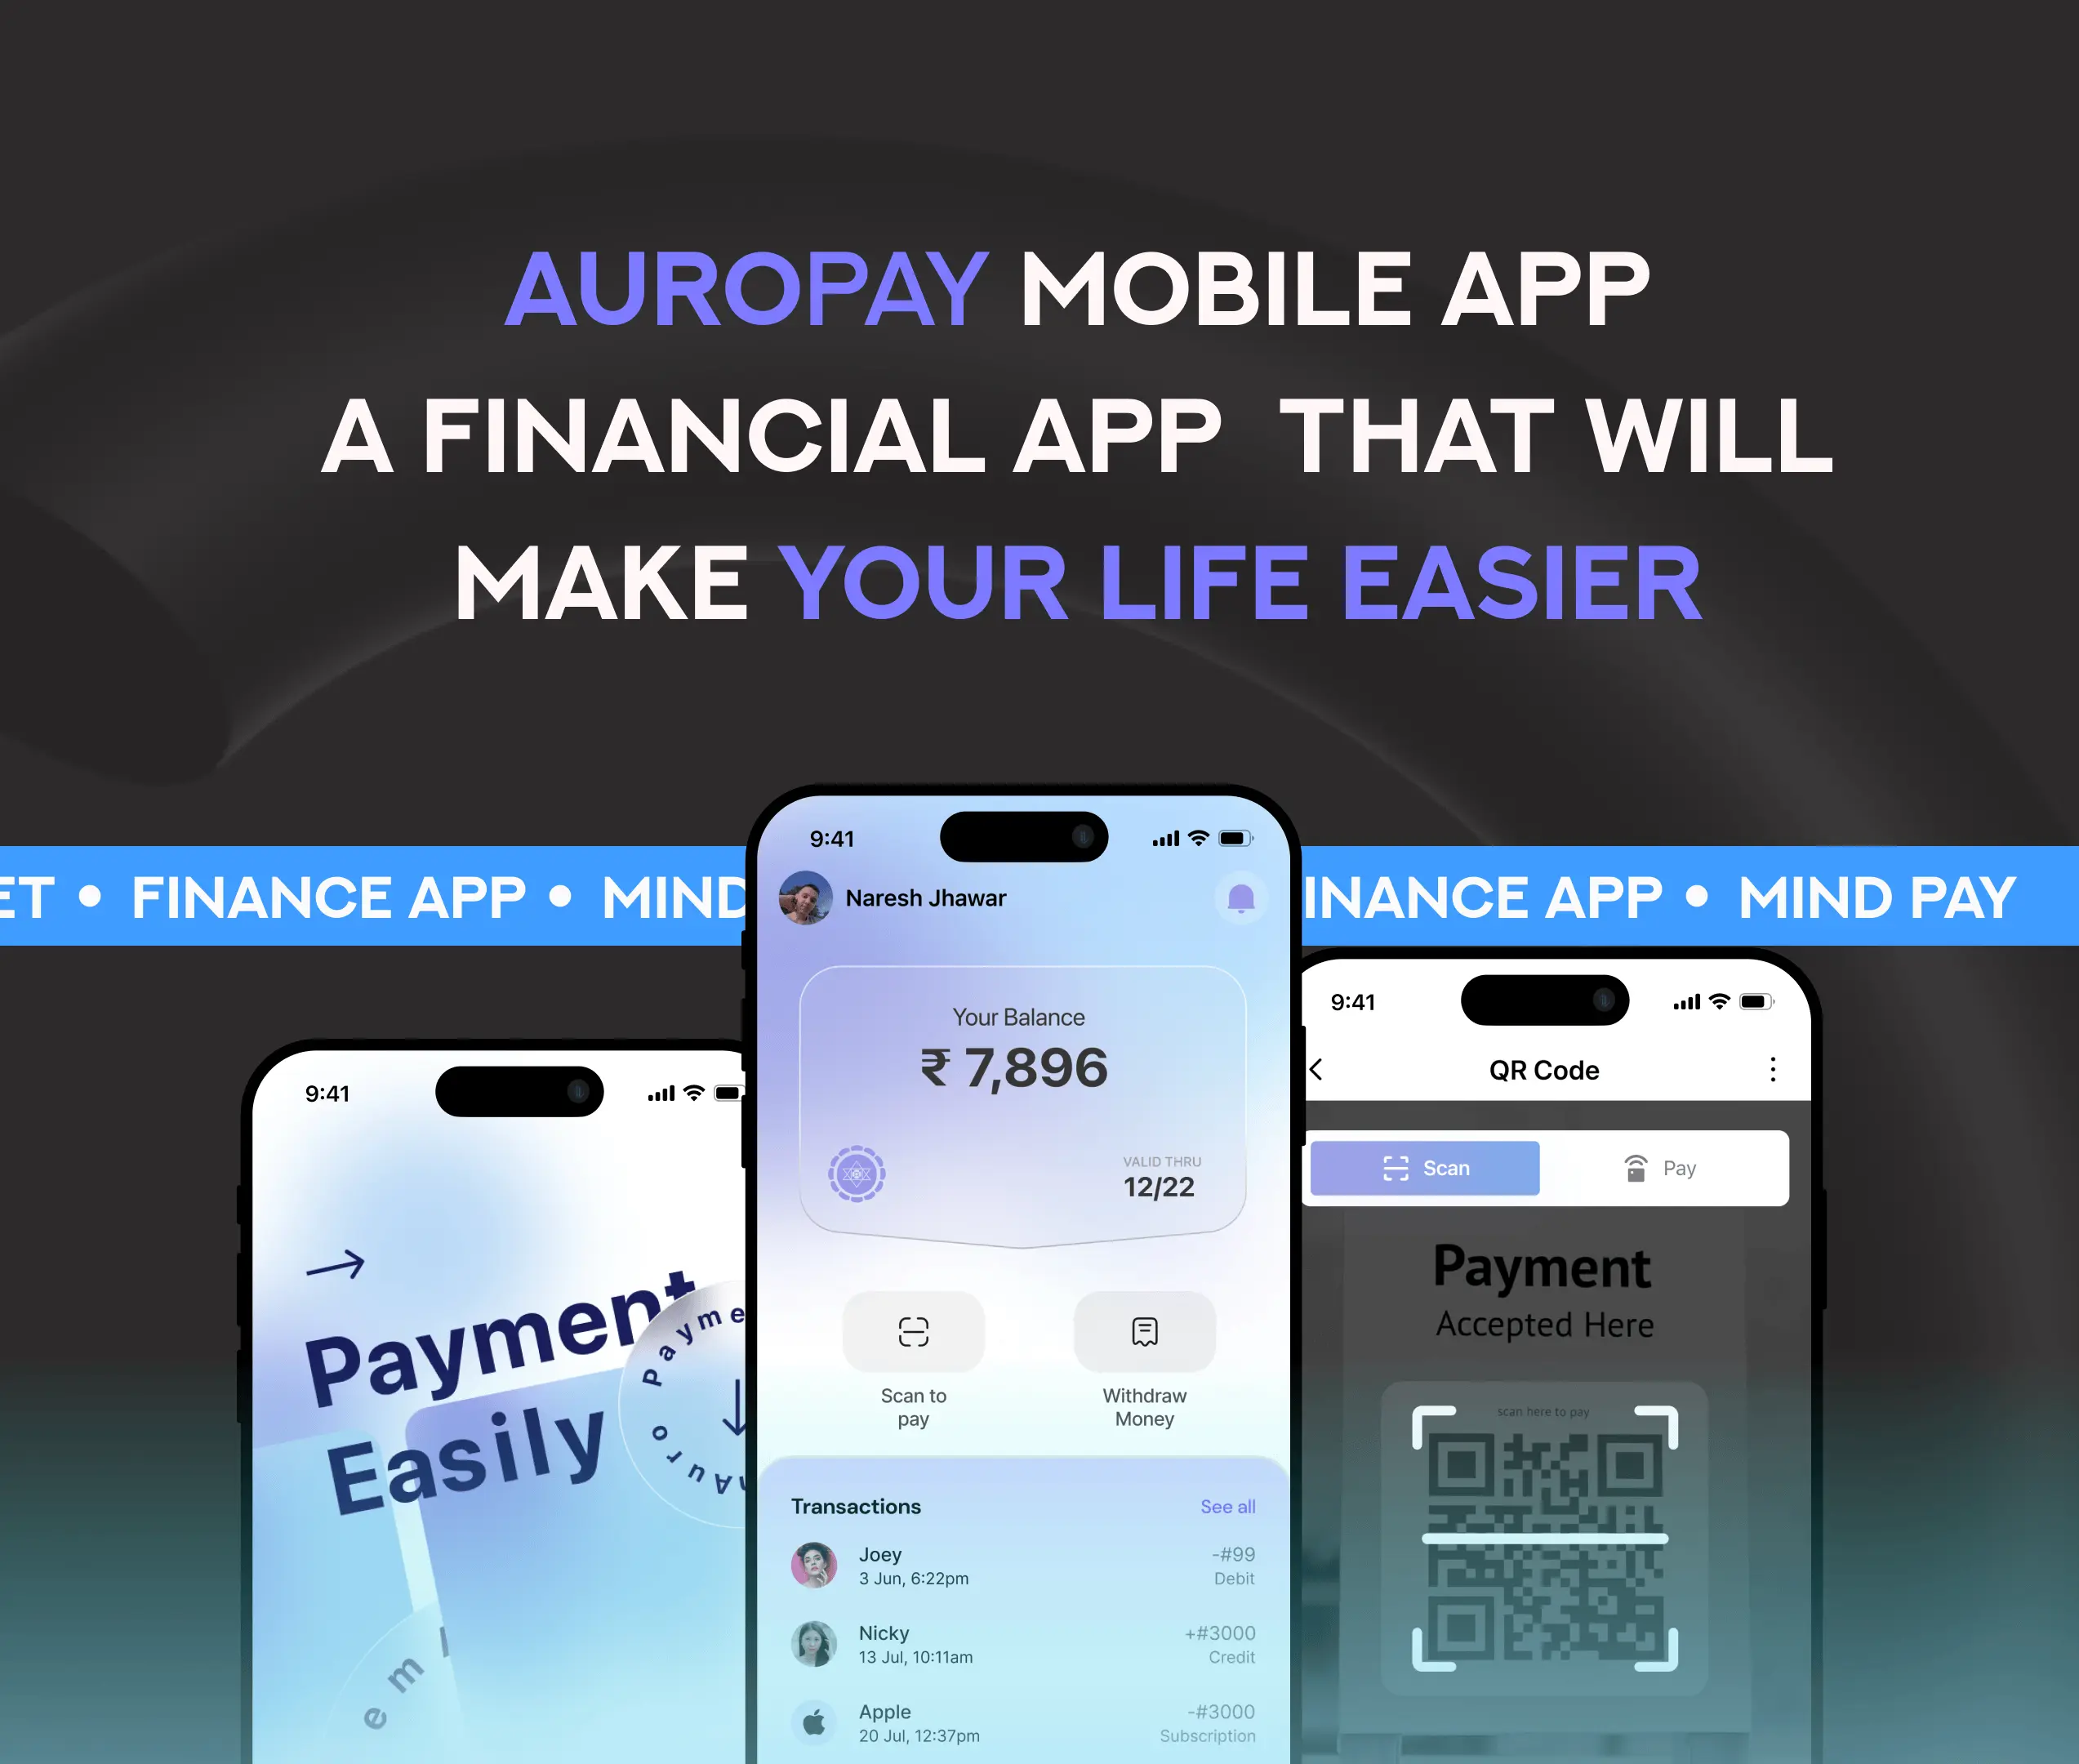 AUROPAY MOBILE APP
A FINANCIAL APP THAT WILL
MAKE YOUR LIFE EASIER
ET • FINANCE APP • MIND
INANCE APP • MIND PAY
9:41
Payment
Easily
Payme
Auro
em
9:41
Naresh Jhawar
Your Balance
₹ 7,896
VALID THRU
12/22
Scan to
pay
Withdraw
Money
Transactions
See all
Joey
-#99
3 Jun, 6:22pm
Debit
Nicky
+#3000
13 Jul, 10:11am
Credit
Apple
-#3000
20 Jul, 12:37pm
Subscription
9:41
QR Code
Scan
Pay
Payment
Accepted Here
scan here to pay